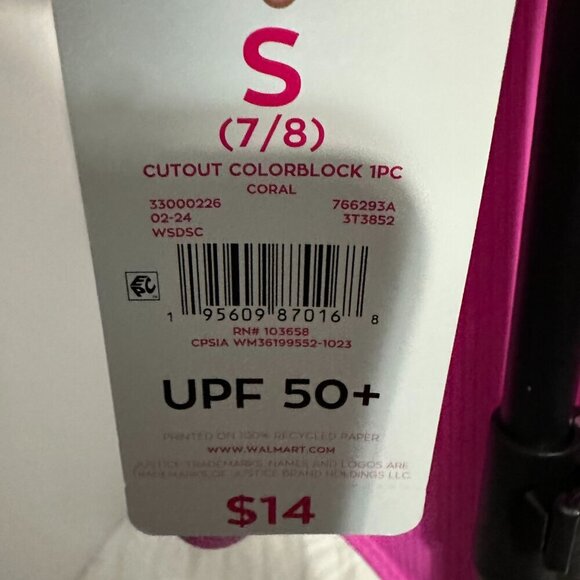 S
(7/8)
CUTOUT COLORBLOCK 1PC
CORAL
33000226 766293A
02-24 3T3852
WSDSC
EPC
1 95609 87016 8
RN# 103658
CPSIA WM36199552-1023
UPF 50+
PRINTED ON 100% RECYCLED PAPER
WWW.WALMART.COM
JUSTICE TRADEMARKS, NAMES AND LOGOS ARE
TRADEMARKS OF JUSTICE BRAND HOLDINGS LLC.
$14